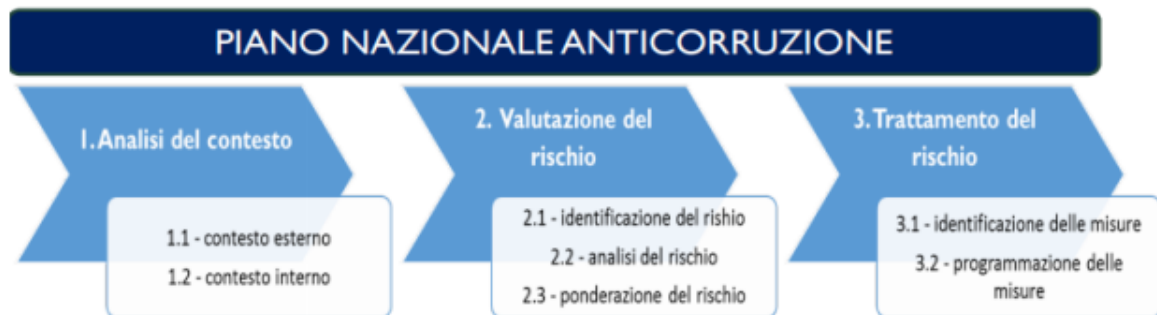 PIANO NAZIONALE ANTICORRUZIONE
1. Analisi del contesto
1.1 - contesto esterno
1.2 - contesto interno
2. Valutazione del
rischio
2.1 - identificazione del rishio
2.2 - analisi del rischio
2.3 - ponderazione del rischio
3. Trattamento del
rischio
3.1 - identificazione delle misure
3.2 - programmazione delle
misure